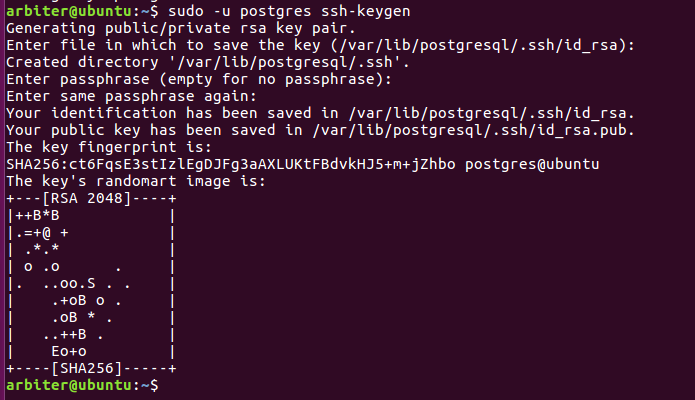 arbiter@ubuntu:~$ sudo -u postgres ssh-keygen
Generating public/private rsa key pair.
Enter file in which to save the key (/var/lib/postgresql/.ssh/id_rsa):
Created directory '/var/lib/postgresql/.ssh'.
Enter passphrase (empty for no passphrase):
Enter same passphrase again:
Your identification has been saved in /var/lib/postgresql/.ssh/id_rsa.
Your public key has been saved in /var/lib/postgresql/.ssh/id_rsa.pub.
The key fingerprint is:
SHA256:ct6FqsE3stIzlEgDJFg3aAXLUKtFBdvkHJ5+m+jZhbo postgres@ubuntu
The key's randomart image is:
+---[RSA 2048]----+
|++B*B            |
|.=+@ +           |
| .*.*            |
| o .o      .     |
|.  ..oo.S . .    |
|    .+oB o .     |
|    .oB * .      |
|   ..++B .       |
|    Eo+o         |
+----[SHA256]-----+
arbiter@ubuntu:~$